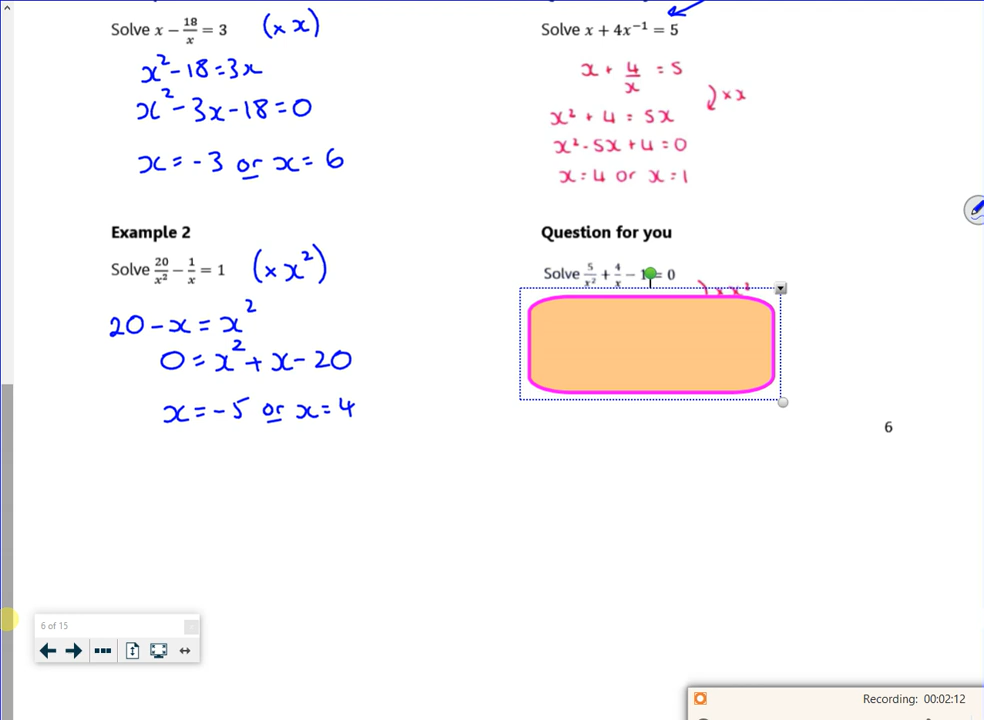 Solve x − 18/x = 3 (× x)
x² − 18 = 3x
x² − 3x − 18 = 0
x = −3 or x = 6
Solve x + 4x⁻¹ = 5
x + 4/x = 5
× x
x² + 4 = 5x
x² − 5x + 4 = 0
x = 4 or x = 1
Example 2
Solve 20/x² − 1/x = 1 (× x²)
20 − x = x²
0 = x² + x − 20
x = −5 or x = 4
Question for you
Solve 5/x² + 4/x − 1 = 0
× x²
6
6 of 15
Recording: 00:02:12